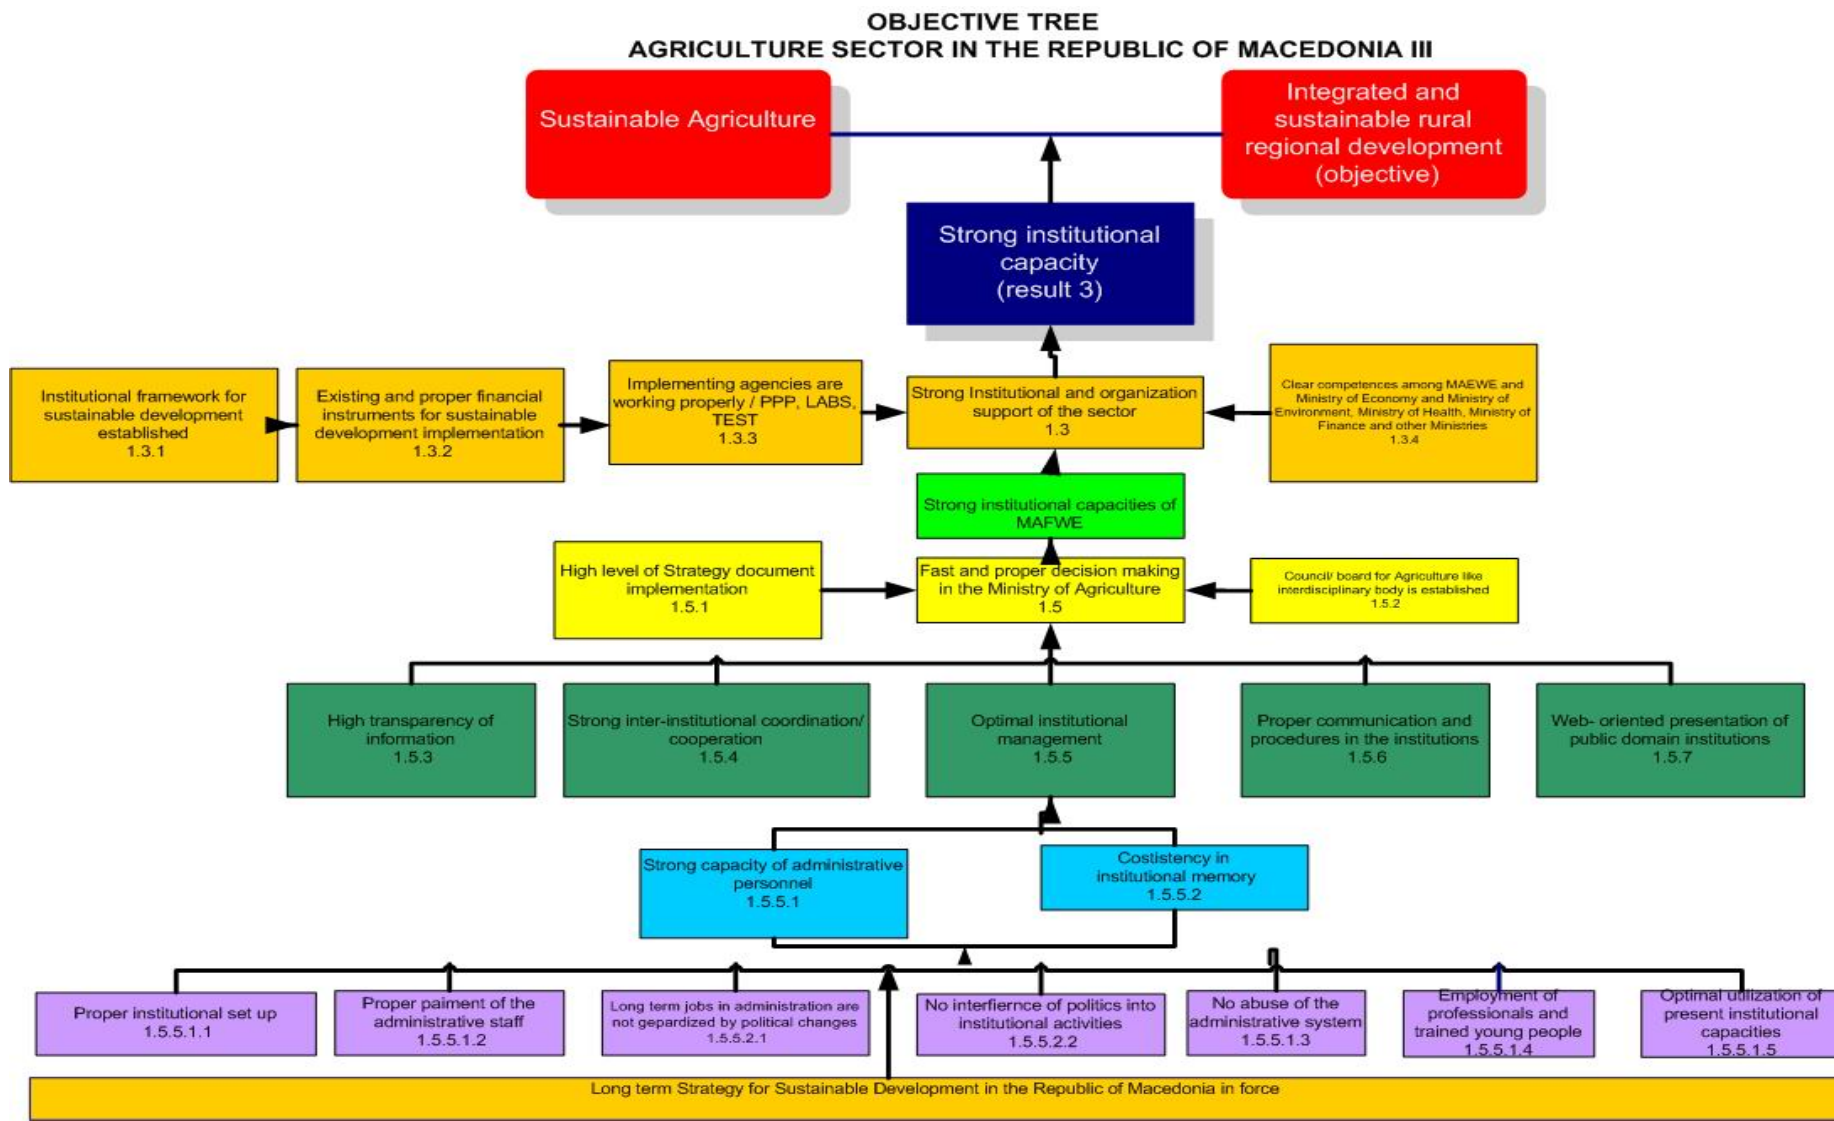 OBJECTIVE TREE
AGRICULTURE SECTOR IN THE REPUBLIC OF MACEDONIA III
Sustainable Agriculture
Integrated and
sustainable rural
regional development
(objective)
Strong institutional
capacity
(result 3)
Institutional framework for
sustainable development
established
1.3.1
Existing and proper financial
instruments for sustainable
development implementation
1.3.2
Implementing agencies are
working properly / PPP, LABS,
TEST
1.3.3
Strong Institutional and organization
support of the sector
1.3
Clear competences among MAEWE and
Ministry of Economy and Ministry of
Environment, Ministry of Health, Ministry of
Finance and other Ministries
1.3.4
Strong institutional capacities of
MAFWE
High level of Strategy document
implementation
1.5.1
Fast and proper decision making
in the Ministry of Agriculture
1.5
Council/ board for Agriculture like
interdisciplinary body is established
1.5.2
High transparency of
information
1.5.3
Strong inter-institutional coordination/
cooperation
1.5.4
Optimal institutional
management
1.5.5
Proper communication and
procedures in the institutions
1.5.6
Web- oriented presentation of
public domain institutions
1.5.7
Strong capacity of administrative
personnel
1.5.5.1
Costistency in
institutional memory
1.5.5.2
Proper institutional set up
1.5.5.1.1
Proper paiment of the
administrative staff
1.5.5.1.2
Long term jobs in administration are
not gepardized by political changes
1.5.5.2.1
No interfiernce of politics into
institutional activities
1.5.5.2.2
No abuse of the
administrative system
1.5.5.1.3
Employment of
professionals and
trained young people
1.5.5.1.4
Optimal utilization of
present institutional
capacities
1.5.5.1.5
Long term Strategy for Sustainable Development in the Republic of Macedonia in force